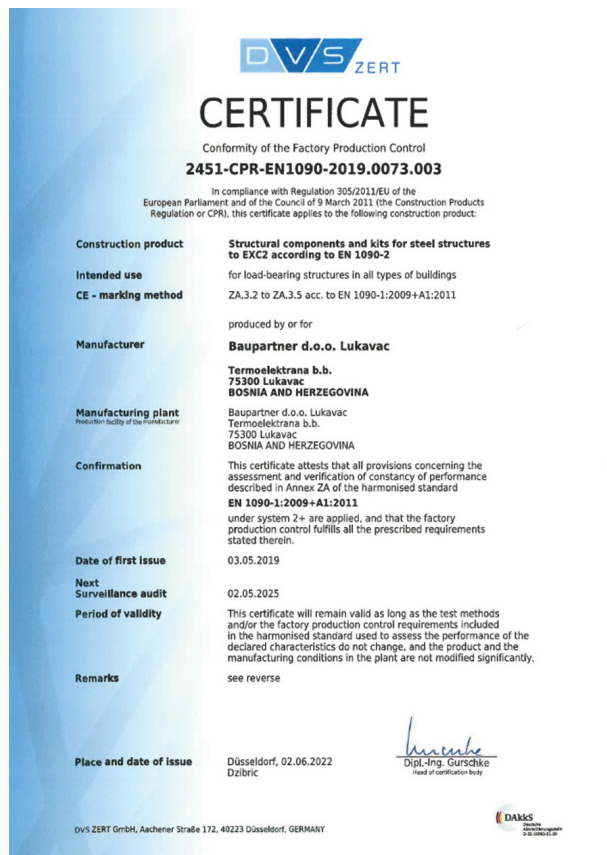 DVS ZERT
CERTIFICATE
Conformity of the Factory Production Control
2451-CPR-EN1090-2019.0073.003
In compliance with Regulation 305/2011/EU of the
European Parliament and of the Council of 9 March 2011 (the Construction Products
Regulation or CPR), this certificate applies to the following construction product:
Construction product
Structural components and kits for steel structures
to EXC2 according to EN 1090-2
Intended use
for load-bearing structures in all types of buildings
CE - marking method
ZA.3.2 to ZA.3.5 acc. to EN 1090-1:2009+A1:2011
produced by or for
Manufacturer
Baupartner d.o.o. Lukavac
Termoelektrana b.b.
75300 Lukavac
BOSNIA AND HERZEGOVINA
Manufacturing plant
Production facility of the manufacturer
Baupartner d.o.o. Lukavac
Termoelektrana b.b.
75300 Lukavac
BOSNIA AND HERZEGOVINA
Confirmation
This certificate attests that all provisions concerning the
assessment and verification of constancy of performance
described in Annex ZA of the harmonised standard
EN 1090-1:2009+A1:2011
under system 2+ are applied, and that the factory
production control fulfills all the prescribed requirements
stated therein.
Date of first issue
03.05.2019
Next
Surveillance audit
02.05.2025
Period of validity
This certificate will remain valid as long as the test methods
and/or the factory production control requirements included
in the harmonised standard used to assess the performance of the
declared characteristics do not change, and the product and the
manufacturing conditions in the plant are not modified significantly.
Remarks
see reverse
Place and date of issue
Düsseldorf, 02.06.2022
Dzibric
Dipl.-Ing. Gurschke
Head of certification body
DVS ZERT GmbH, Aachener Straße 172, 40223 Düsseldorf, GERMANY
DAkkS
Deutsche
Akkreditierungsstelle